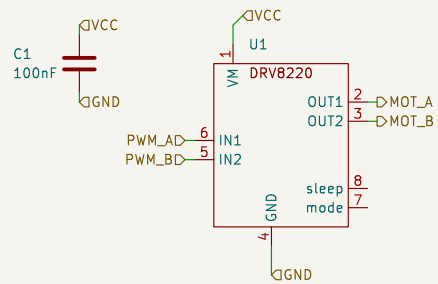 VCC
C1
100nF
GND
VCC
U1
DRV8220
1
VM
OUT1 2 MOT_A
OUT2 3 MOT_B
PWM_A 6 IN1
PWM_B 5 IN2
sleep 8
mode 7
GND
4
GND